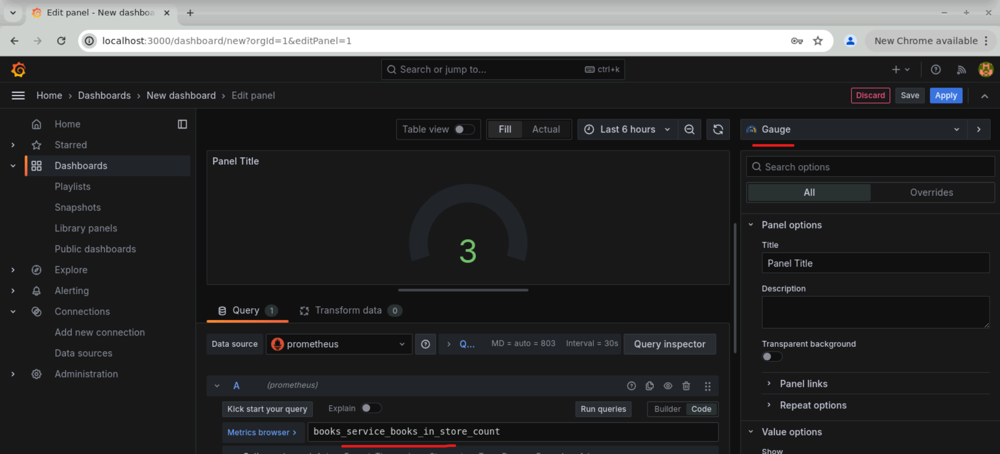 Edit panel - New dashboa
localhost:3000/dashboard/new?orgId=1&editPanel=1
New Chrome available
Search or jump to...
ctrl+k
Home › Dashboards › New dashboard › Edit panel
Discard
Save
Apply
Home
Starred
Dashboards
Playlists
Snapshots
Library panels
Public dashboards
Explore
Alerting
Connections
Add new connection
Data sources
Administration
Table view
Fill
Actual
Last 6 hours
Panel Title
3
Query 1
Transform data 0
Data source
prometheus
Q...
MD = auto = 803
Interval = 30s
Query inspector
A
(prometheus)
Kick start your query
Explain
Run queries
Builder
Code
Metrics browser ›
books_service_books_in_store_count
Gauge
Search options
All
Overrides
Panel options
Title
Panel Title
Description
Transparent background
Panel links
Repeat options
Value options
Show